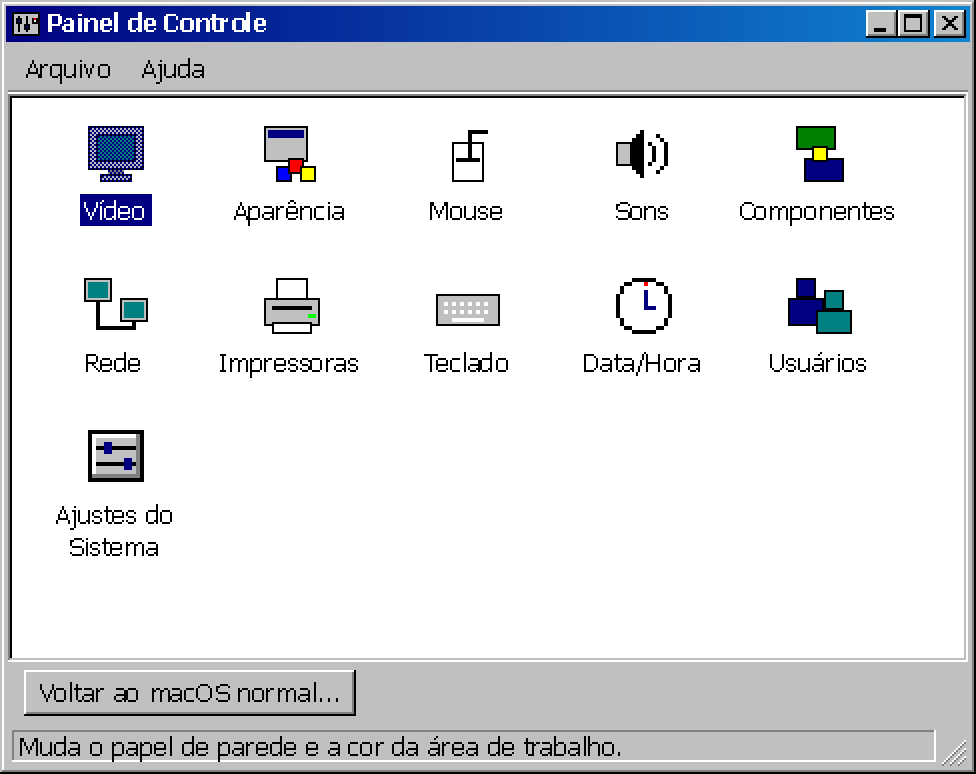 Painel de Controle
Arquivo Ajuda
Vídeo Aparência Mouse Sons Componentes
Rede Impressoras Teclado Data/Hora Usuários
Ajustes do
Sistema
Voltar ao macOS normal...
Muda o papel de parede e a cor da área de trabalho.